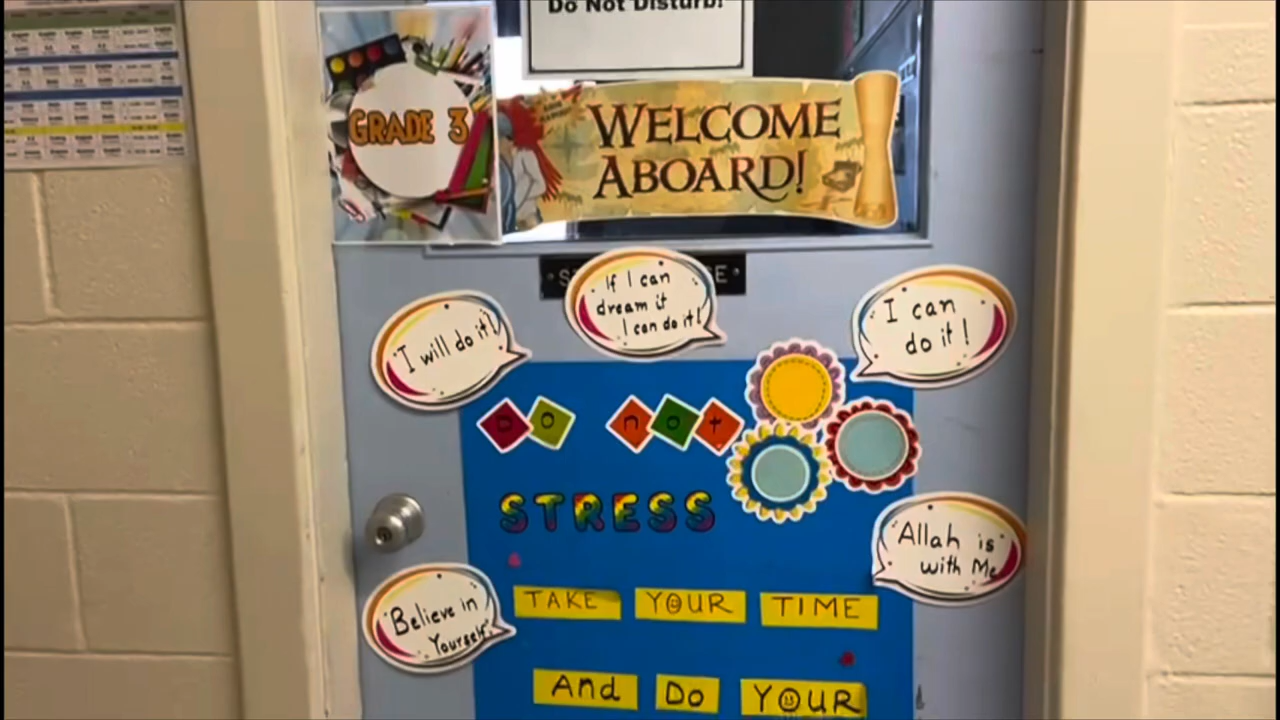 Do Not Disturb!
GRADE 3
WELCOME
ABOARD!
If I can
dream it
I can do it!
I can
do it!
I will do it!
Do not
STRESS
Allah is
with Me
Believe in
Yourself
TAKE YOUR TIME
And Do YOUR